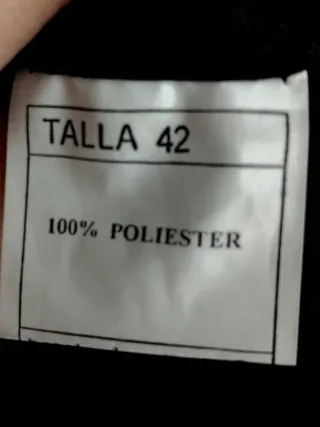 TALLA 42
100% POLIESTER